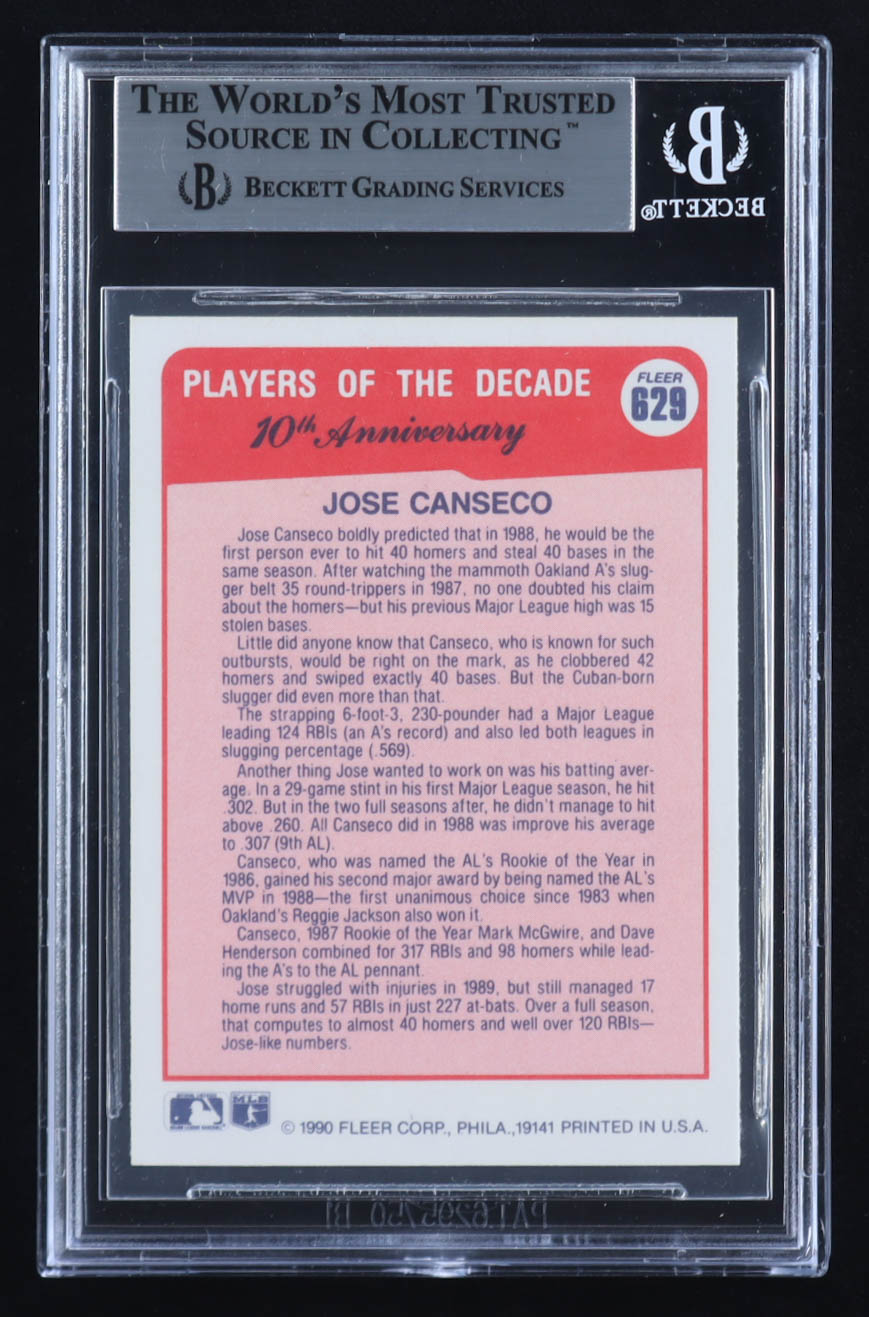 THE WORLD'S MOST TRUSTED
SOURCE IN COLLECTING™
B BECKETT GRADING SERVICES
B
BECKETT®
PLAYERS OF THE DECADE
10th Anniversary
FLEER
629
JOSE CANSECO
Jose Canseco boldly predicted that in 1988, he would be the
first person ever to hit 40 homers and steal 40 bases in the
same season. After watching the mammoth Oakland A's slug-
ger belt 35 round-trippers in 1987, no one doubted his claim
about the homers—but his previous Major League high was 15
stolen bases.
Little did anyone know that Canseco, who is known for such
outbursts, would be right on the mark, as he clobbered 42
homers and swiped exactly 40 bases. But the Cuban-born
slugger did even more than that.
The strapping 6-foot-3, 230-pounder had a Major League
leading 124 RBIs (an A's record) and also led both leagues in
slugging percentage (.569).
Another thing Jose wanted to work on was his batting aver-
age. In a 29-game stint in his first Major League season, he hit
.302. But in the two full seasons after, he didn't manage to hit
above .260. All Canseco did in 1988 was improve his average
to .307 (9th AL).
Canseco, who was named the AL's Rookie of the Year in
1986, gained his second major award by being named the AL's
MVP in 1988—the first unanimous choice since 1983 when
Oakland's Reggie Jackson also won it.
Canseco, 1987 Rookie of the Year Mark McGwire, and Dave
Henderson combined for 317 RBIs and 98 homers while lead-
ing the A's to the AL pennant.
Jose struggled with injuries in 1989, but still managed 17
home runs and 57 RBIs in just 227 at-bats. Over a full season,
that computes to almost 40 homers and well over 120 RBIs—
Jose-like numbers.
MLB
© 1990 FLEER CORP., PHILA.,19141 PRINTED IN U.S.A.